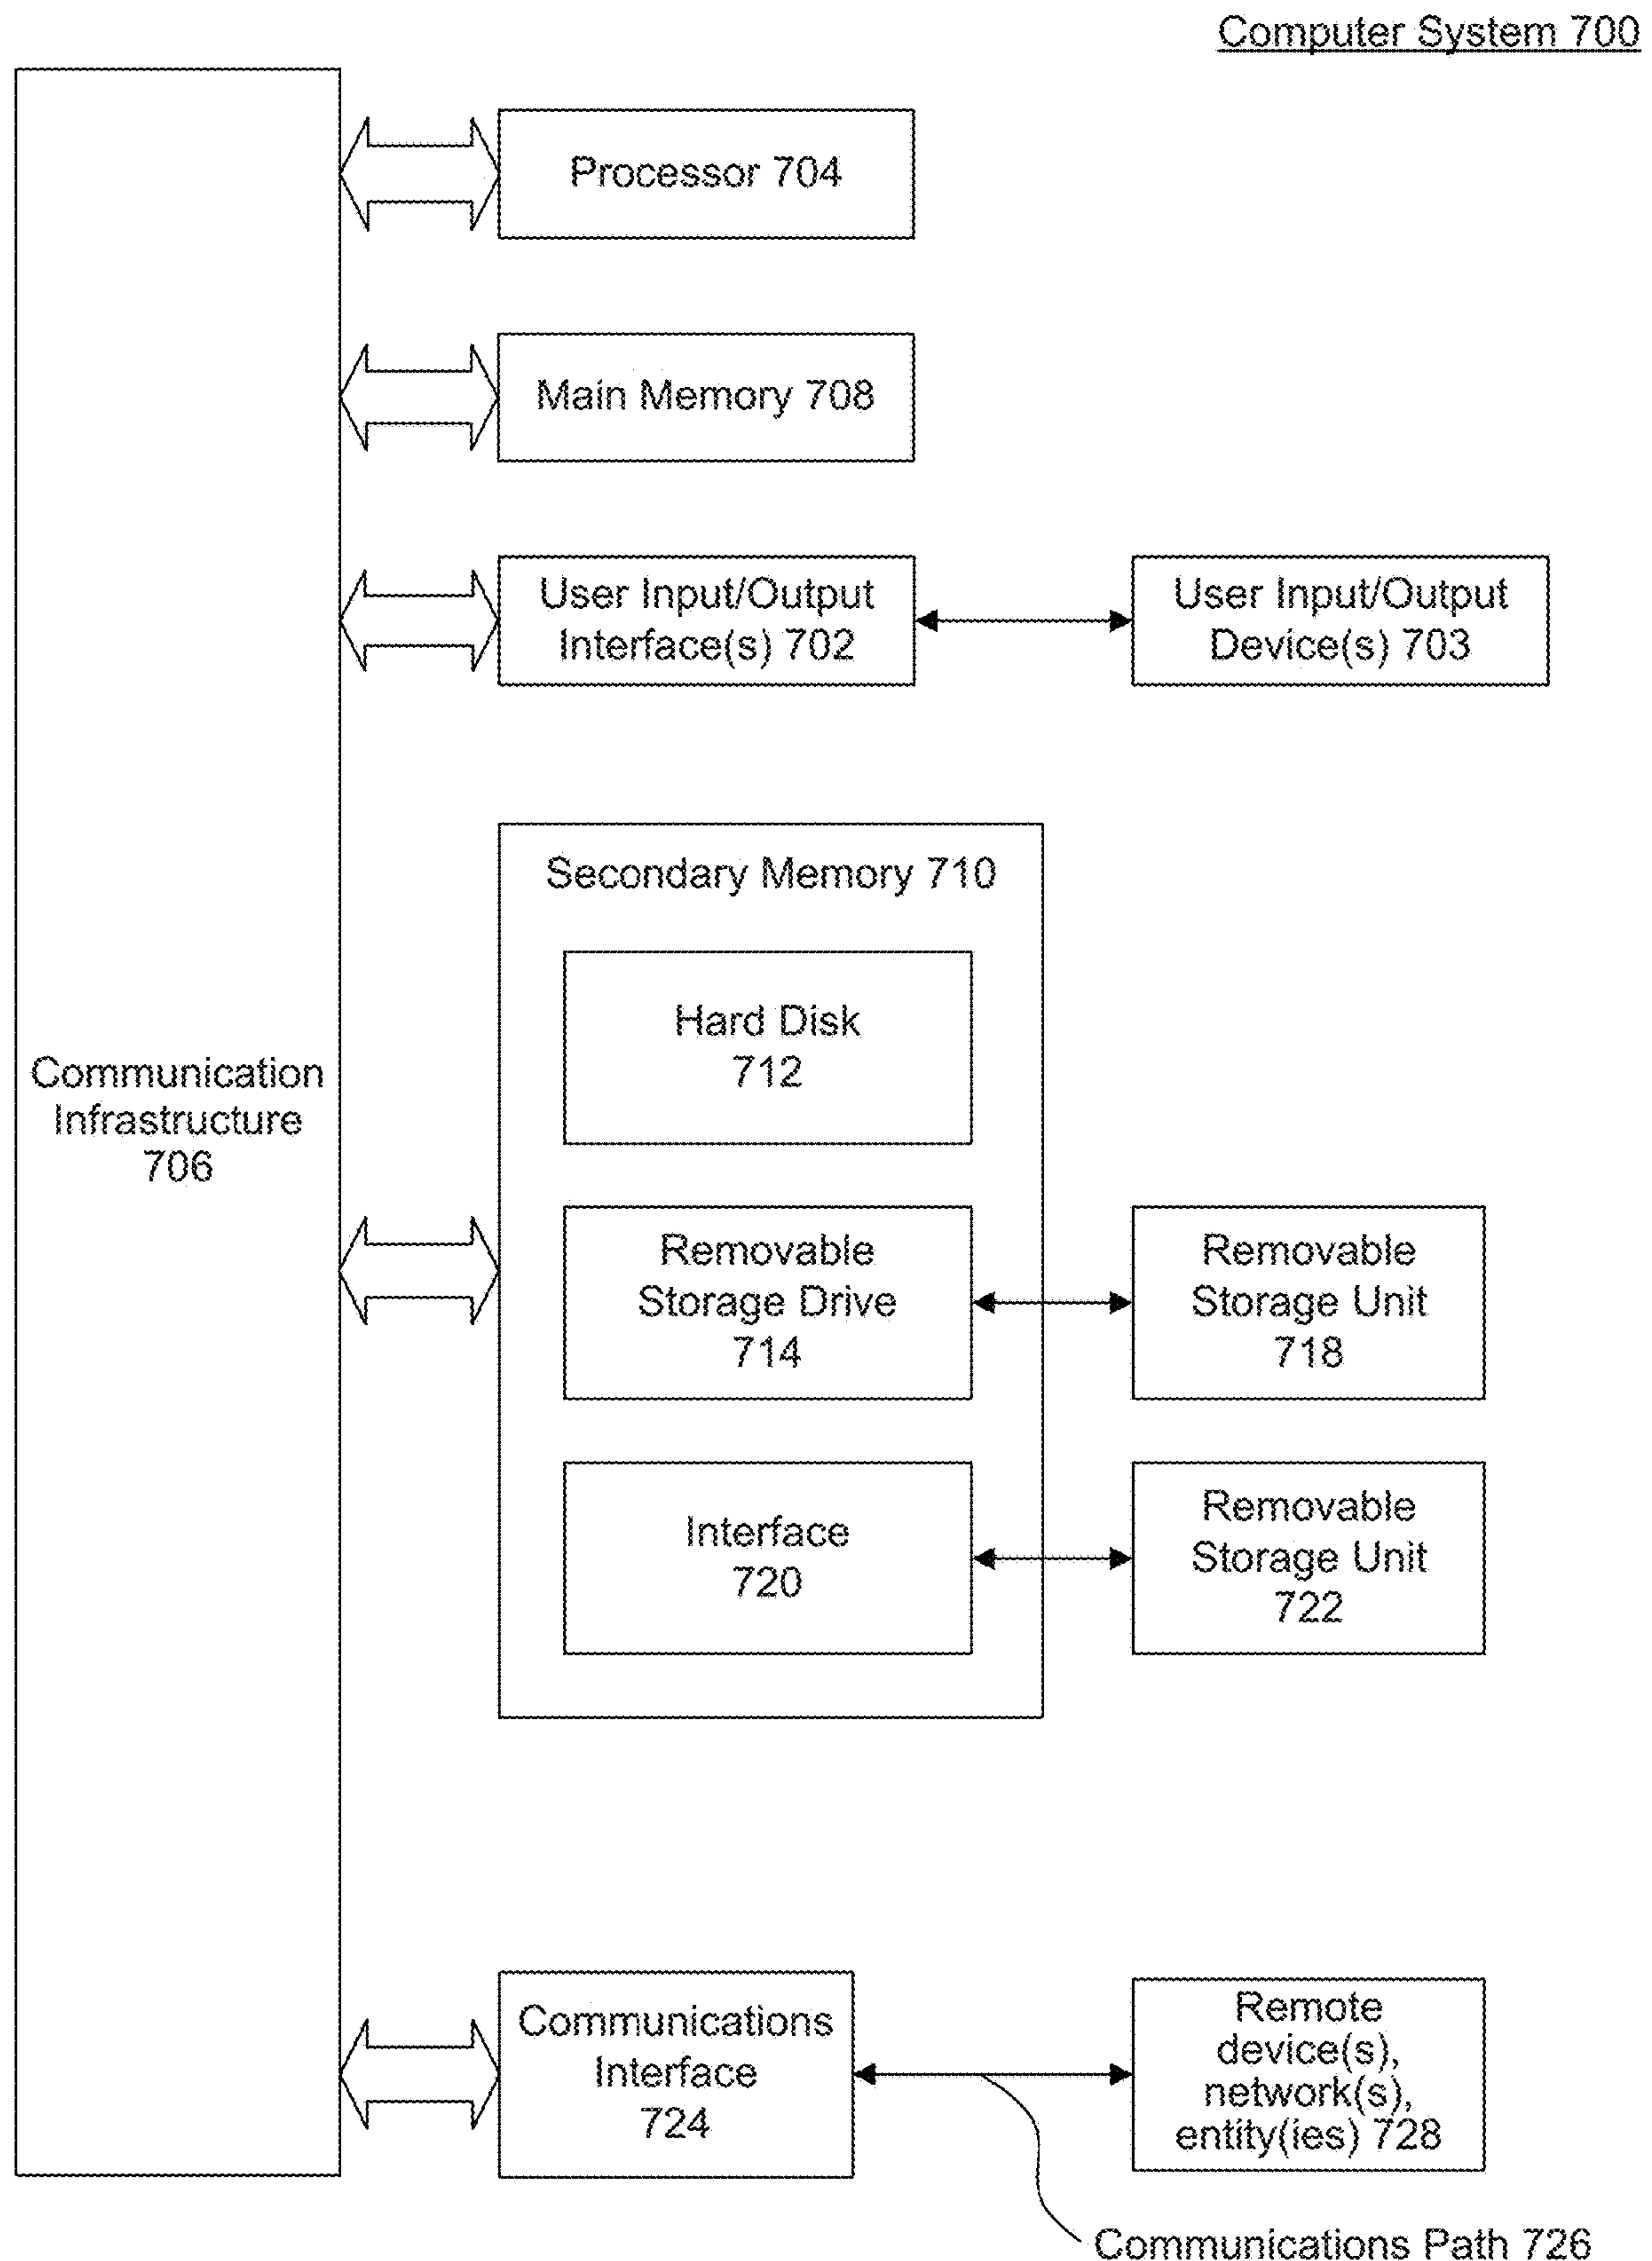 Computer System 700
Processor 704
Main Memory 708
User Input/Output
Interface(s) 702
User Input/Output
Device(s) 703
Secondary Memory 710
Hard Disk
712
Communication
Infrastructure
706
Removable
Storage Drive
714
Removable
Storage Unit
718
Interface
720
Removable
Storage Unit
722
Communications
Interface
724
Remote
device(s),
network(s),
entity(ies) 728
Communications Path 726